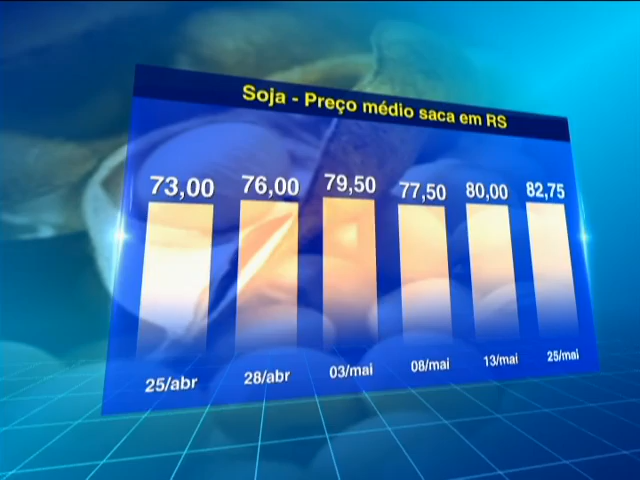 Soja - Preço médio saca em RS
73,00 76,00 79,50 77,50 80,00 82,75
25/abr 28/abr 03/mai 08/mai 13/mai 25/mai